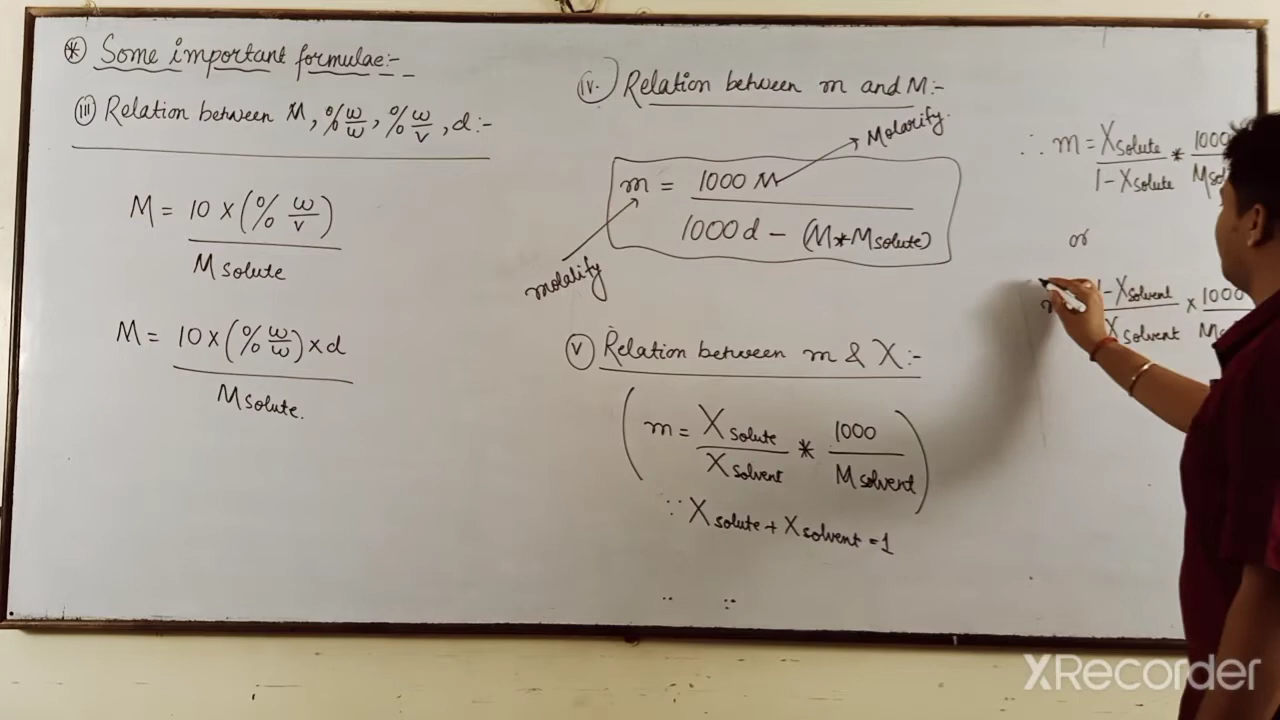 * Some important formulae:-
(iii) Relation between M, % w/w, % w/v, d:-
M = 10 × (% w/v)
M solute
M = 10 × (% w/w) × d
M solute.
iv. Relation between m and M:-
Molarity.
m = 1000 M
1000 d - (M * M solute)
molality
(v) Relation between m & X:-
m = X solute * 1000
X solvent M solvent
∵ X solute + X solvent = 1
∴ m = X solute * 1000
1 - X solute
or
1 - X solvent × 1000
X solvent
XRecorder